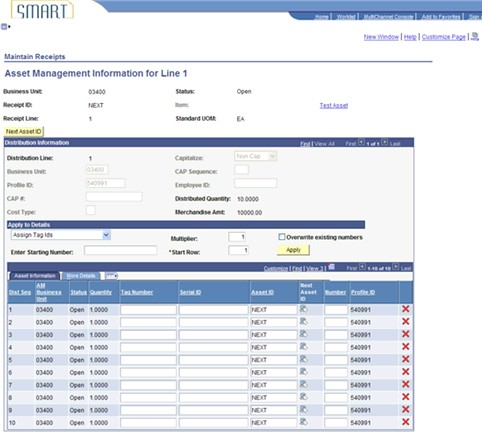 SMART
Home | Worklist | MultiChannel Console | Add to Favorites | Sign
New Window | Help | Customize Page |
Maintain Receipts
Asset Management Information for Line 1
Business Unit: 03400 Status: Open
Receipt ID: NEXT Item: Test Asset
Receipt Line: 1 Standard UOM: EA
Next Asset ID
Distribution Information Find | View All First 1 of 1 Last
Distribution Line: 1 Capitalize: Non Cap
Business Unit: 03400 CAP Sequence:
Profile ID: 540991 Employee ID:
CAP #: Distributed Quantity: 10.0000
Cost Type: Merchandise Amt: 10000.00
Apply to Details
Assign Tag Ids Multiplier: 1 Overwrite existing numbers
Enter Starting Number: *Start Row: 1 Apply
Customize | Find | View 3 | First 1-10 of 10 Last
Asset Information More Details
Dist Seq AM Business Unit Status Quantity Tag Number Serial ID Asset ID Next Asset ID Number Profile ID
1 03400 Open 1.0000 NEXT 540991
2 03400 Open 1.0000 NEXT 540991
3 03400 Open 1.0000 NEXT 540991
4 03400 Open 1.0000 NEXT 540991
5 03400 Open 1.0000 NEXT 540991
6 03400 Open 1.0000 NEXT 540991
7 03400 Open 1.0000 NEXT 540991
8 03400 Open 1.0000 NEXT 540991
9 03400 Open 1.0000 NEXT 540991
10 03400 Open 1.0000 NEXT 540991